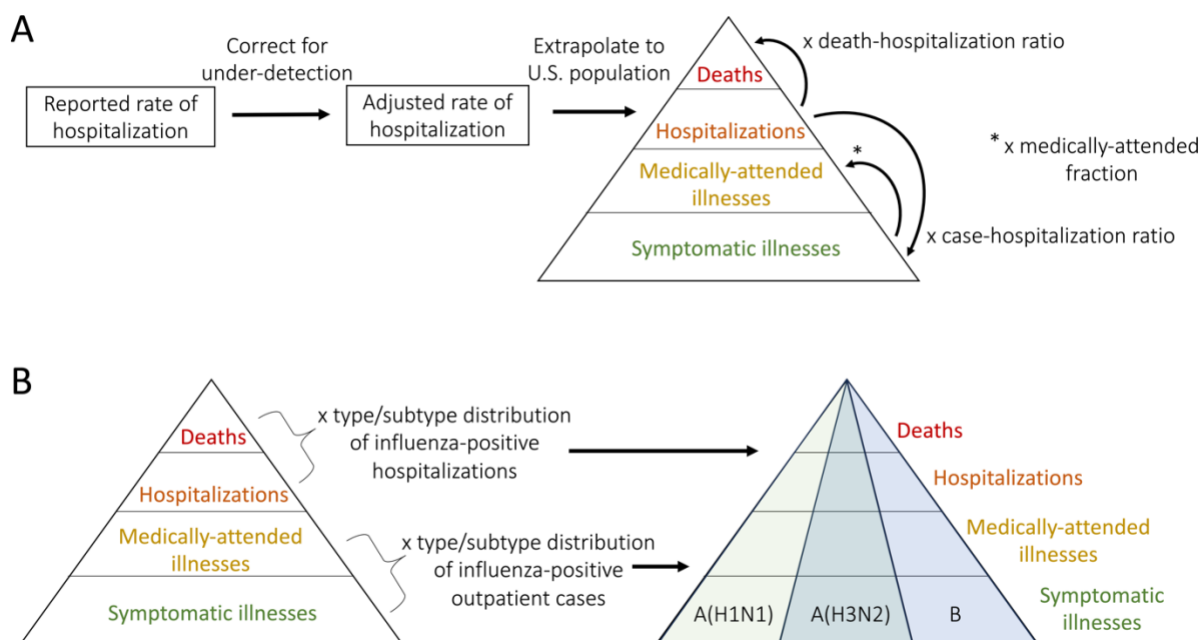 A
Correct for
under-detection
Extrapolate to
U.S. population
x death-hospitalization ratio
Deaths
Reported rate of
hospitalization
Adjusted rate of
hospitalization
Hospitalizations
*
* x medically-attended
fraction
Medically-attended
illnesses
x case-hospitalization ratio
Symptomatic illnesses
B
x type/subtype distribution
of influenza-positive
hospitalizations
Deaths
Hospitalizations
Medically-attended
illnesses
x type/subtype distribution
of influenza-positive
outpatient cases
Symptomatic illnesses
Deaths
Hospitalizations
Medically-attended
illnesses
A(H1N1)
A(H3N2)
B
Symptomatic
illnesses